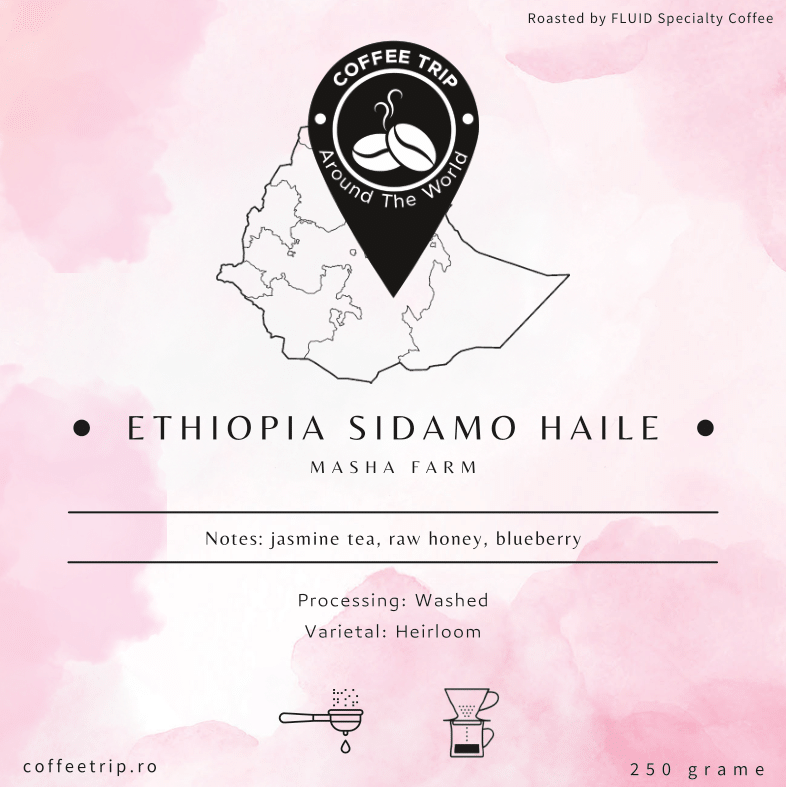 Roasted by FLUID Specialty Coffee
COFFEE TRIP
Around The World
ETHIOPIA SIDAMO HAILE
MASHA FARM
Notes: jasmine tea, raw honey, blueberry
Processing: Washed
Varietal: Heirloom
coffeetrip.ro
250 grame